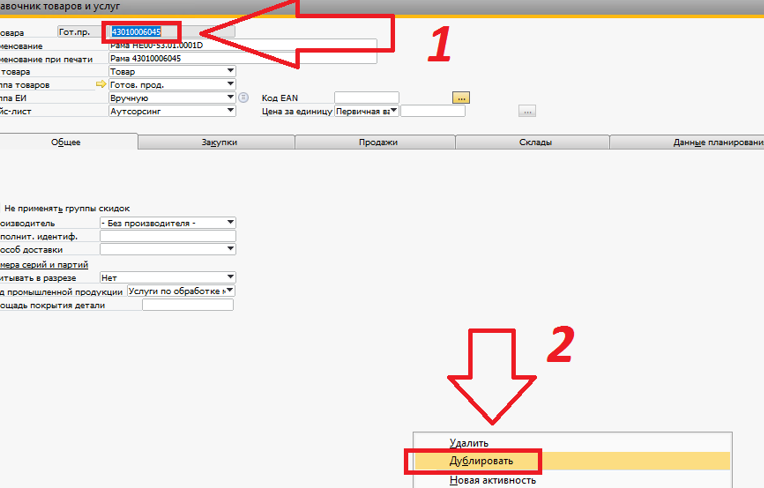 авочник товаров и услуг
овара Гот.пр. 43010006045
менование Рама НЕ00-53.01.0001D
менование при печати Рама 43010006045
товара Товар
ппа товаров Готов. прод.
ппа ЕИ Вручную Код EAN ...
йс-лист Аутсорсинг Цена за единицу Первичная ва ...
1
Общее Закупки Продажи Склады Данные планировани
Не применять группы скидок
оизводитель - Без производителя -
полнит. идентиф.
особ доставки
мера серий и партий
итывать в разрезе Нет
д промышленной продукции Услуги по обработке м
ощадь покрытия детали
2
Удалить
Дублировать
Новая активность